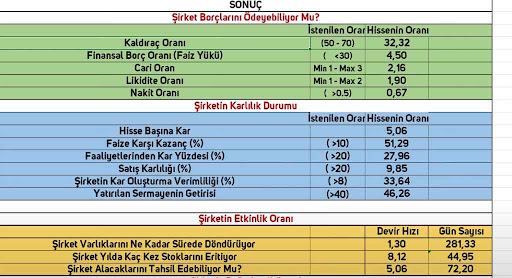 SONUÇ
Şirket Borçlarını Ödeyebiliyor Mu?
İstenilen Oran Hissenin Oranı
Kaldıraç Oranı (50 - 70) 32,32
Finansal Borç Oranı (Faiz Yükü) ( <30) 4,50
Cari Oran Min 1 - Max 3 2,16
Likidite Oranı Min 1 - Max 2 1,90
Nakit Oranı ( >0.5) 0,67
Şirketin Karlılık Durumu
İstenilen Oran Hissenin Oranı
Hisse Başına Kar 5,06
Faize Karşı Kazanç (%) ( >10) 51,29
Faaliyetlerinden Kar Yüzdesi (%) ( >20) 27,96
Satış Karlılığı (%) ( >20) 9,85
Şirketin Kar Oluşturma Verimliliği (%) ( >8) 33,64
Yatırılan Sermayenin Getirisi (>40) 46,26
Şirketin Etkinlik Oranı
Devir Hızı Gün Sayısı
Şirket Varlıklarını Ne Kadar Sürede Döndürüyor 1,30 281,33
Şirket Yılda Kaç Kez Stoklarını Eritiyor 8,12 44,95
Şirket Alacaklarını Tahsil Edebiliyor Mu? 5,06 72,20